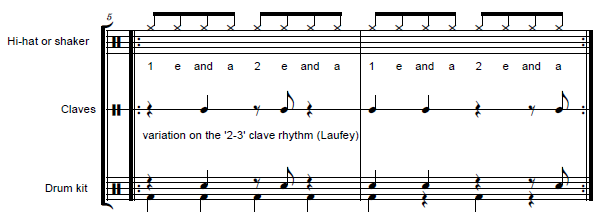 5
Hi-hat or shaker
1 e and a 2 e and a 1 e and a 2 e and a
Claves
variation on the '2-3' clave rhythm (Laufey)
Drum kit